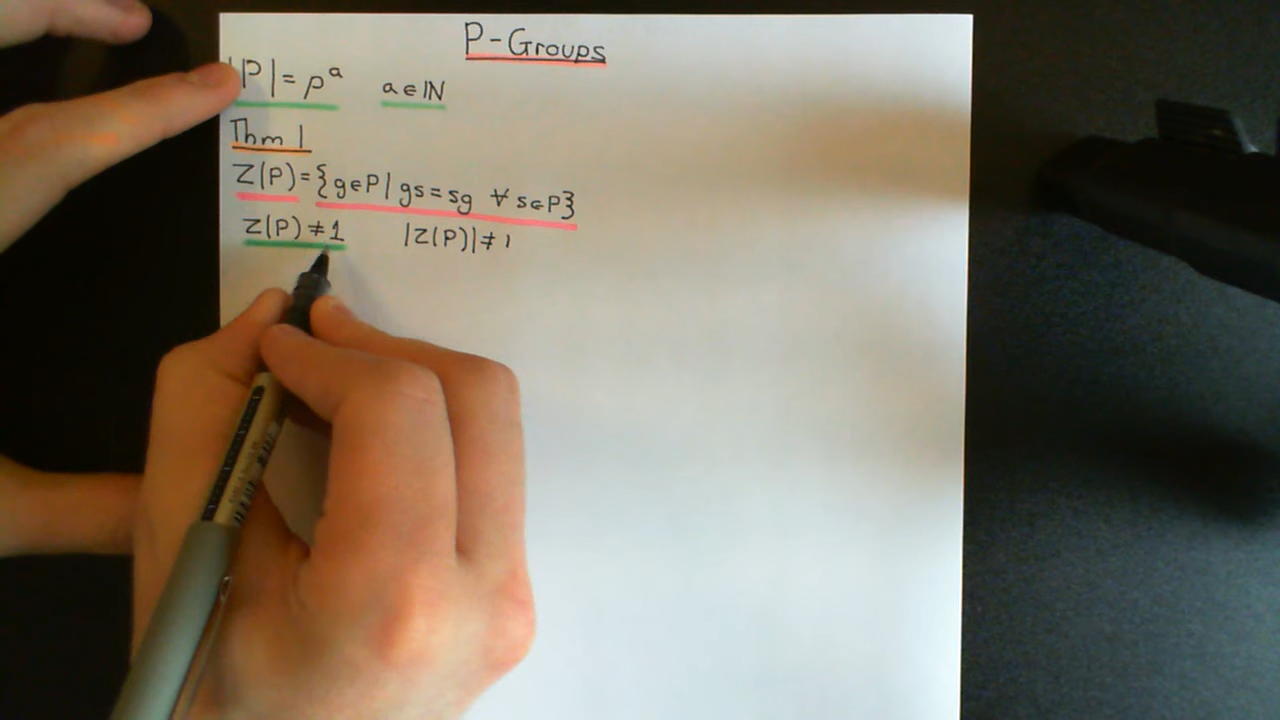 P-Groups
|P| = p^a a∈ℕ
Thm 1
Z(P) = {g∈P | gs = sg ∀ s∈P}
Z(P) ≠ 1 |Z(P)| ≠ 1